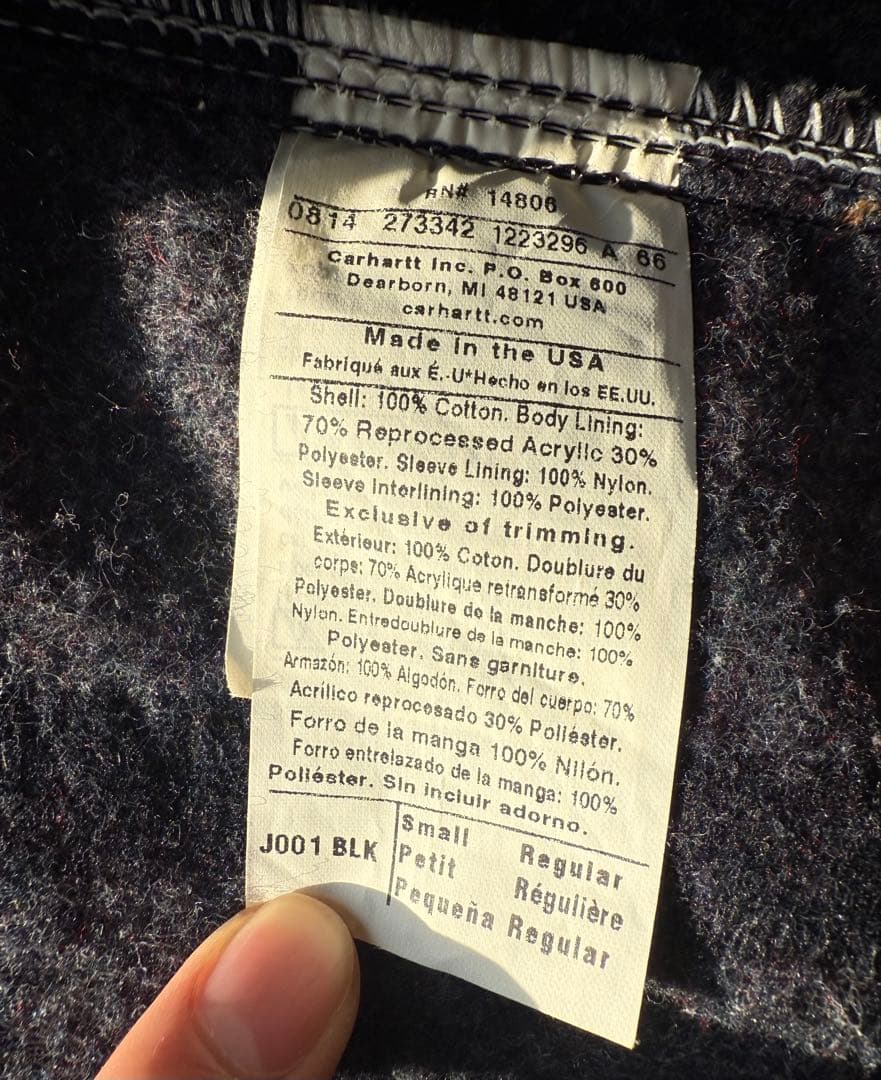 RN# 14806
0814 273342 1223296 A 66
Carhartt Inc. P.O. Box 600
Dearborn, MI 48121 USA
carhartt.com
Made in the USA
Fabriqué aux É.-U*Hecho en los EE.UU.
Shell: 100% Cotton. Body Lining:
70% Reprocessed Acrylic 30%
Polyester. Sleeve Lining: 100% Nylon.
Sleeve Interlining: 100% Polyester.
Exclusive of trimming.
Extérieur: 100% Coton. Doublure du
corps: 70% Acrylique retransformé 30%
Polyester. Doublure de la manche: 100%
Nylon. Entredoublure de la manche: 100%
Polyester. Sans garniture.
Armazón: 100% Algodón. Forro del cuerpo: 70%
Acrílico reprocesado 30% Poliéster.
Forro de la manga 100% Nilón.
Forro entrelazado de la manga: 100%
Poliéster. Sin incluir adorno.
J001 BLK
Small Regular
Petit Régulière
Pequeña Regular